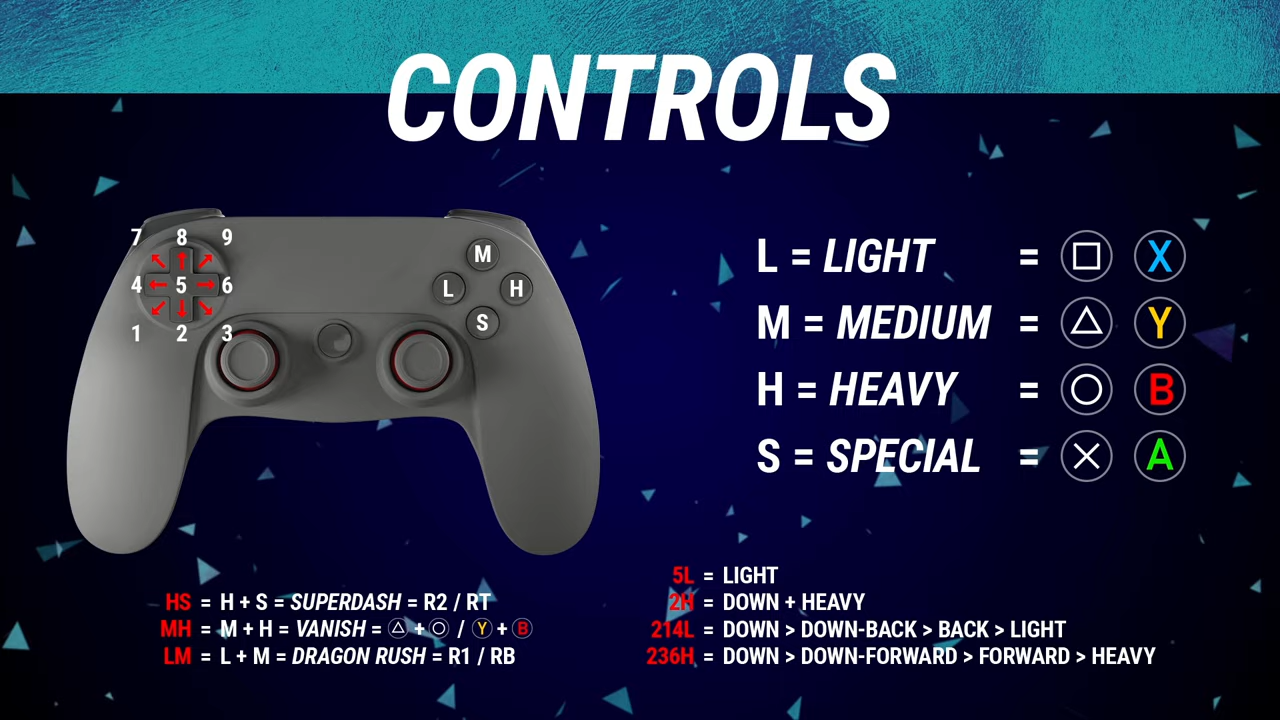 CONTROLS
7 8 9
4 5 6
1 2 3
M
L H
S
L = LIGHT = □ X
M = MEDIUM = △ Y
H = HEAVY = ○ B
S = SPECIAL = ✕ A
HS = H + S = SUPERDASH = R2 / RT
MH = M + H = VANISH = △ + ○ / Y + B
LM = L + M = DRAGON RUSH = R1 / RB
5L = LIGHT
2H = DOWN + HEAVY
214L = DOWN > DOWN-BACK > BACK > LIGHT
236H = DOWN > DOWN-FORWARD > FORWARD > HEAVY